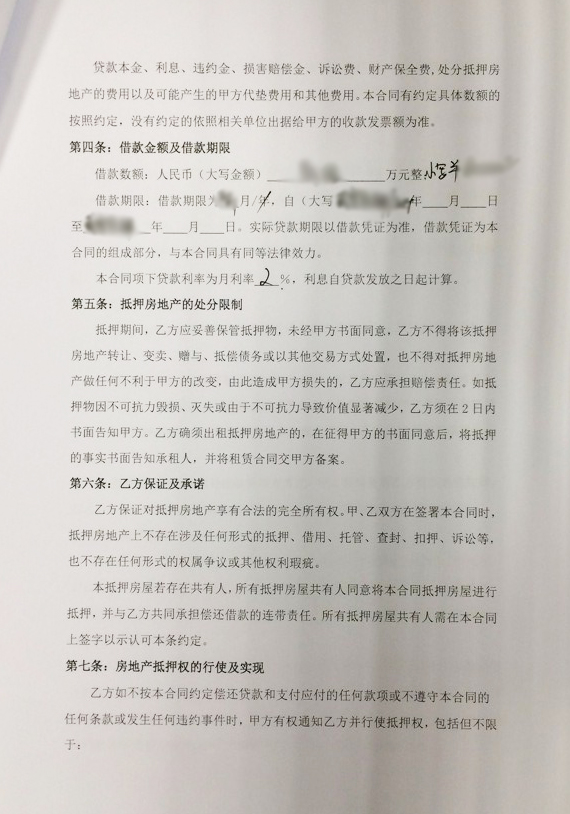 贷款本金、利息、违约金、损害赔偿金、诉讼费、财产保全费,处分抵押房
地产的费用以及可能产生的甲方代垫费用和其他费用。本合同有约定具体数额的
按照约定，没有约定的依照相关单位出据给甲方的收款发票额为准。
第四条：借款金额及借款期限
借款数额：人民币（大写金额）______万元整
借款期限：借款期限为 月/年，自（大写 年____月____日
至 __年____月____日。实际贷款期限以借款凭证为准，借款凭证为本
合同的组成部分，与本合同具有同等法律效力。
本合同项下贷款利率为月利率 2 %，利息自贷款发放之日起计算。
第五条：抵押房地产的处分限制
抵押期间，乙方应妥善保管抵押物，未经甲方书面同意，乙方不得将该抵押
房地产转让、变卖、赠与、抵偿债务或以其他交易方式处置，也不得对抵押房地
产做任何不利于甲方的改变，由此造成甲方损失的，乙方应承担赔偿责任。如抵
押物因不可抗力毁损、灭失或由于不可抗力导致价值显著减少，乙方须在 2 日内
书面告知甲方。乙方确须出租抵押房地产的，在征得甲方的书面同意后，将抵押
的事实书面告知承租人，并将租赁合同交甲方备案。
第六条：乙方保证及承诺
乙方保证对抵押房地产享有合法的完全所有权。甲、乙双方在签署本合同时，
抵押房地产上不存在涉及任何形式的抵押、借用、托管、查封、扣押、诉讼等，
也不存在任何形式的权属争议或其他权利瑕疵。
本抵押房屋若存在共有人，所有抵押房屋共有人同意将本合同抵押房屋进行
抵押，并与乙方共同承担偿还借款的连带责任。所有抵押房屋共有人需在本合同
上签字以示认可本条约定。
第七条：房地产抵押权的行使及实现
乙方如不按本合同约定偿还贷款和支付应付的任何款项或不遵守本合同的
任何条款或发生任何违约事件时，甲方有权通知乙方并行使抵押权，包括但不限
于：